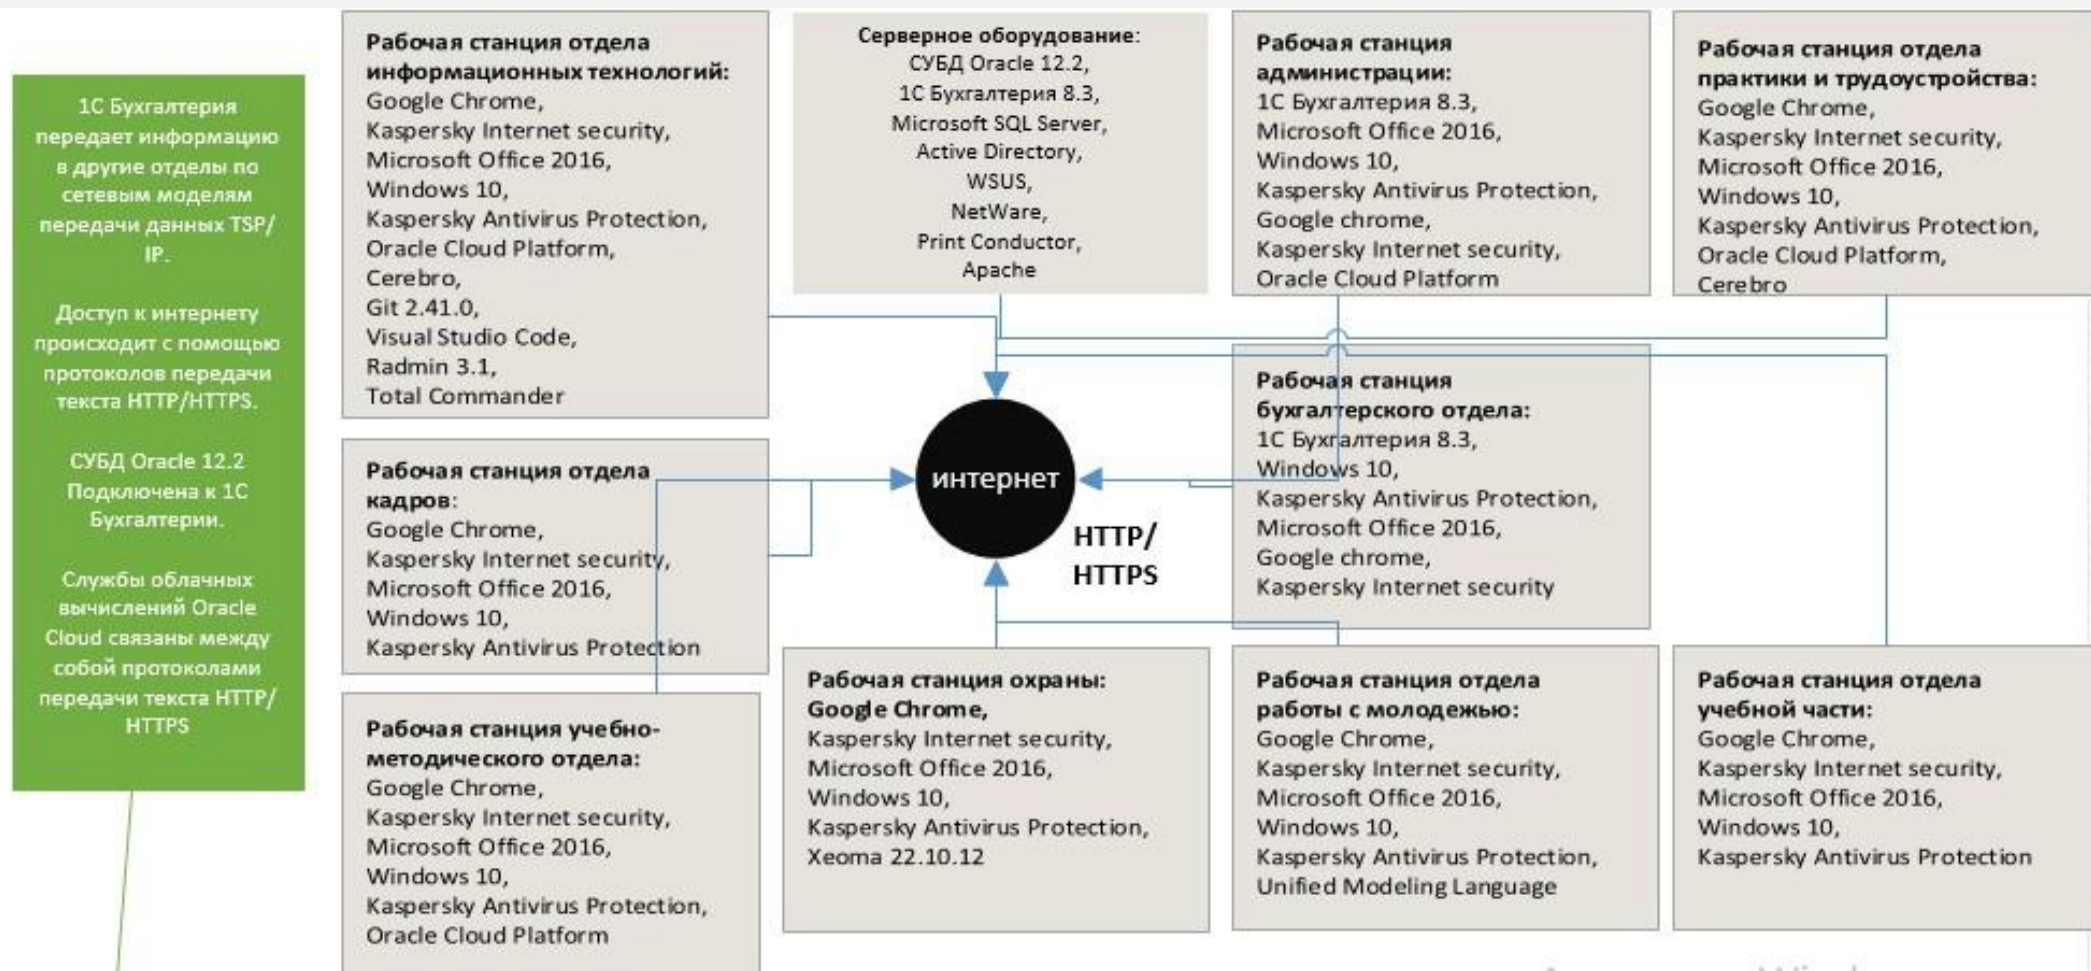 1С Бухгалтерия
передает информацию
в другие отделы по
сетевым моделям
передачи данных TSP/
IP.
Доступ к интернету
происходит с помощью
протоколов передачи
текста HTTP/HTTPS.
СУБД Oracle 12.2
Подключена к 1С
Бухгалтерии.
Службы облачных
вычислений Oracle
Cloud связаны между
собой протоколами
передачи текста HTTP/
HTTPS
Рабочая станция отдела
информационных технологий:
Google Chrome,
Kaspersky Internet security,
Microsoft Office 2016,
Windows 10,
Kaspersky Antivirus Protection,
Oracle Cloud Platform,
Cerebro,
Git 2.41.0,
Visual Studio Code,
Radmin 3.1,
Total Commander
Серверное оборудование:
СУБД Oracle 12.2,
1С Бухгалтерия 8.3,
Microsoft SQL Server,
Active Directory,
WSUS,
NetWare,
Print Conductor,
Apache
Рабочая станция
администрации:
1С Бухгалтерия 8.3,
Microsoft Office 2016,
Windows 10,
Kaspersky Antivirus Protection,
Google chrome,
Kaspersky Internet security,
Oracle Cloud Platform
Рабочая станция отдела
практики и трудоустройства:
Google Chrome,
Kaspersky Internet security,
Microsoft Office 2016,
Windows 10,
Kaspersky Antivirus Protection,
Oracle Cloud Platform,
Cerebro
Рабочая станция отдела
кадров:
Google Chrome,
Kaspersky Internet security,
Microsoft Office 2016,
Windows 10,
Kaspersky Antivirus Protection
интернет
HTTP/
HTTPS
Рабочая станция
бухгалтерского отдела:
1С Бухгалтерия 8.3,
Windows 10,
Kaspersky Antivirus Protection,
Microsoft Office 2016,
Google chrome,
Kaspersky Internet security
Рабочая станция учебно-
методического отдела:
Google Chrome,
Kaspersky Internet security,
Microsoft Office 2016,
Windows 10,
Kaspersky Antivirus Protection,
Oracle Cloud Platform
Рабочая станция охраны:
Google Chrome,
Kaspersky Internet security,
Microsoft Office 2016,
Windows 10,
Kaspersky Antivirus Protection,
Xeoma 22.10.12
Рабочая станция отдела
работы с молодежью:
Google Chrome,
Kaspersky Internet security,
Microsoft Office 2016,
Windows 10,
Kaspersky Antivirus Protection,
Unified Modeling Language
Рабочая станция отдела
учебной части:
Google Chrome,
Kaspersky Internet security,
Microsoft Office 2016,
Windows 10,
Kaspersky Antivirus Protection